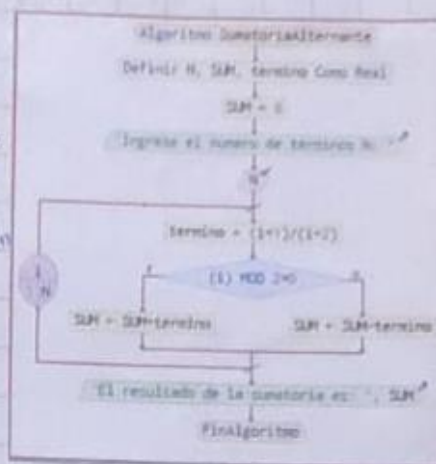 Algoritmo SumatoriaAlternante
Definir N, SUM, termino Como Real
SUM = 0
"Ingrese el numero de terminos N: "
N
termino = (i+1)/(i+2)
(i) MOD 2=0
N
SUM = SUM-termino
SUM = SUM-termino
"El resultado de la sumatoria es: ", SUM
FinAlgoritmo